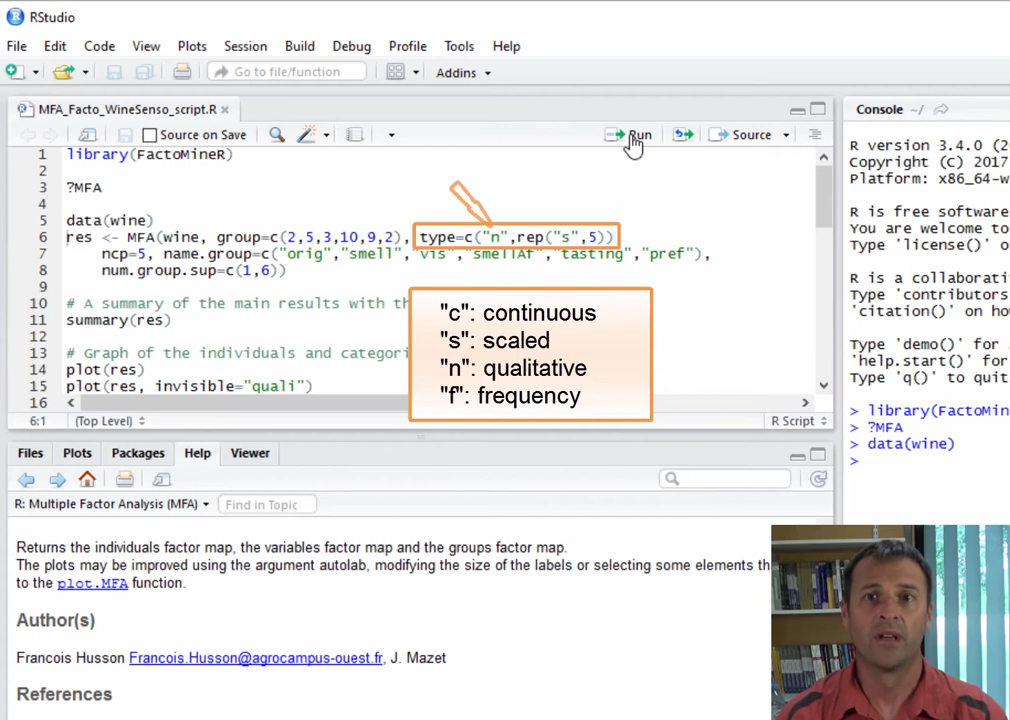 RStudio
File Edit Code View Plots Session Build Debug Profile Tools Help
Go to file/function Addins
MFA_Facto_WineSenso_script.R
Source on Save Run Source
1 library(FactoMineR)
2
3 ?MFA
4
5 data(wine)
6 res <- MFA(wine, group=c(2,5,3,10,9,2), type=c("n",rep("s",5))
7 ncp=5, name.group=c("orig","smell","vis","smellAf","tasting","pref"),
8 num.group.sup=c(1,6))
9
10 # A summary of the main results with th
11 summary(res)
12
13 # Graph of the individuals and categori
14 plot(res)
15 plot(res, invisible="quali")
16
"c": continuous
"s": scaled
"n": qualitative
"f": frequency
6:1 (Top Level) R Script
Files Plots Packages Help Viewer
R: Multiple Factor Analysis (MFA) Find in Topic
Returns the individuals factor map, the variables factor map and the groups factor map.
The plots may be improved using the argument autolab, modifying the size of the labels or selecting some elements th
to the plot.MFA function.
Author(s)
Francois Husson Francois.Husson@agrocampus-ouest.fr, J. Mazet
References
Console ~/
R version 3.4.0 (20
Copyright (C) 2017
Platform: x86_64-w
R is free software
You are welcome to
Type 'license()' o
R is a collaborati
Type 'contributors
'citation()' on ho
Type 'demo()' for
'help.start()' for
Type 'q()' to quit
> library(FactoMin
> ?MFA
> data(wine)
>